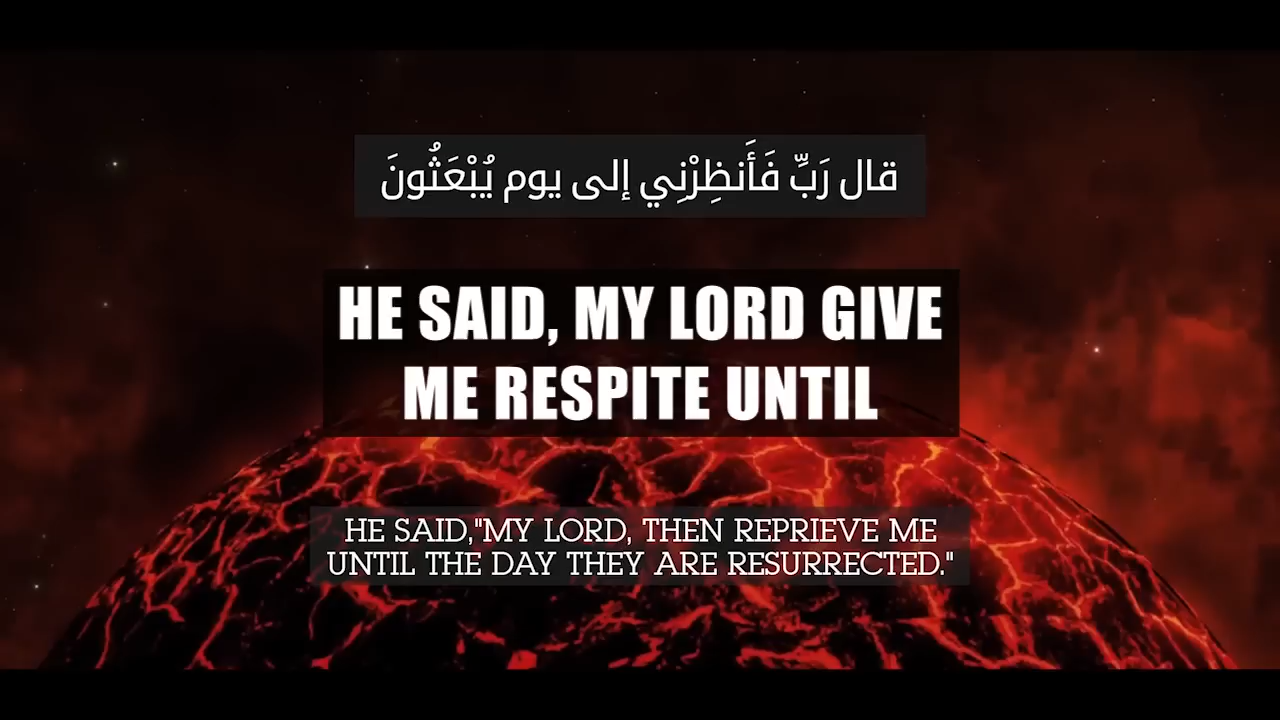 قال رَبِّ فَأَنظِرْنِي إلى يوم يُبْعَثُونَ
HE SAID, MY LORD GIVE
ME RESPITE UNTIL
HE SAID,"MY LORD, THEN REPRIEVE ME
UNTIL THE DAY THEY ARE RESURRECTED."